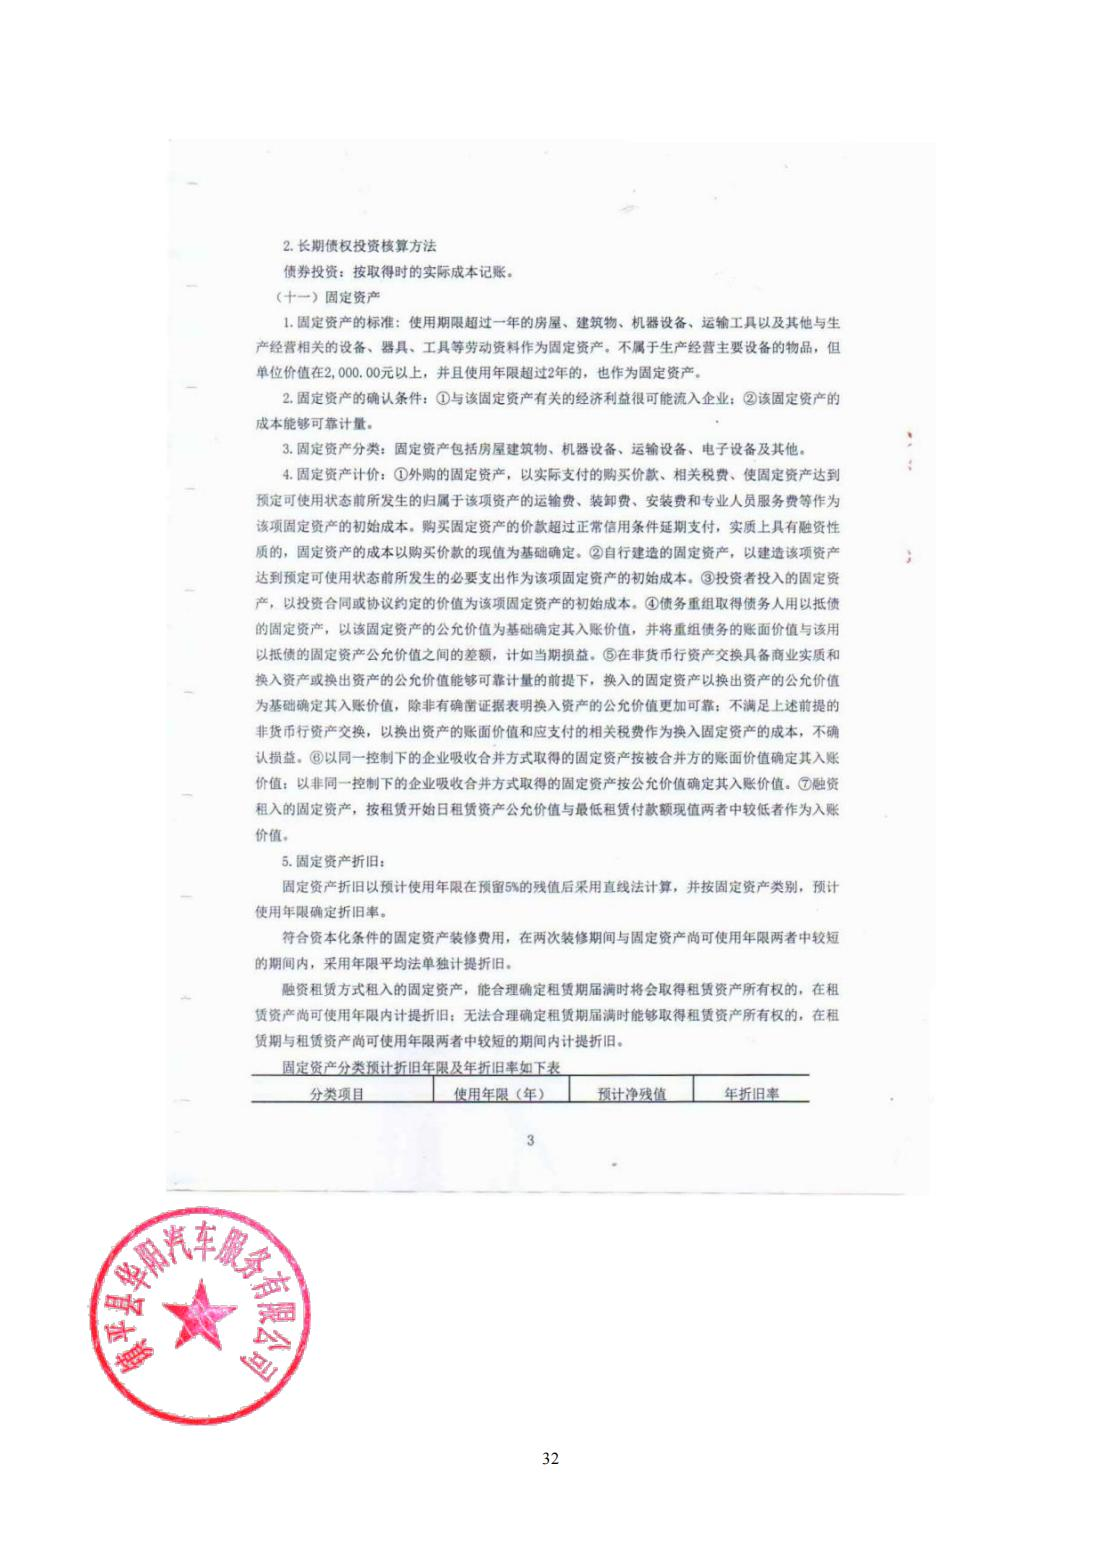 2.长期债权投资核算方法
债券投资：按取得时的实际成本记账。
（十一）固定资产
1.固定资产的标准：使用期限超过一年的房屋、建筑物、机器设备、运输工具以及其他与生
产经营相关的设备、器具、工具等劳动资料作为固定资产。不属于生产经营主要设备的物品，但
单位价值在2,000.00元以上，并且使用年限超过2年的，也作为固定资产。
2.固定资产的确认条件：①与该固定资产有关的经济利益很可能流入企业；②该固定资产的
成本能够可靠计量。
3.固定资产分类：固定资产包括房屋建筑物、机器设备、运输设备、电子设备及其他。
4.固定资产计价：①外购的固定资产，以实际支付的购买价款、相关税费、使固定资产达到
预定可使用状态前所发生的归属于该项资产的运输费、装卸费、安装费和专业人员服务费等作为
该项固定资产的初始成本。购买固定资产的价款超过正常信用条件延期支付，实质上具有融资性
质的，固定资产的成本以购买价款的现值为基础确定。②自行建造的固定资产，以建造该项资产
达到预定可使用状态前所发生的必要支出作为该项固定资产的初始成本。③投资者投入的固定资
产，以投资合同或协议约定的价值为该项固定资产的初始成本。④债务重组取得债务人用以抵债
的固定资产，以该固定资产的公允价值为基础确定其入账价值，并将重组债务的账面价值与该用
以抵债的固定资产公允价值之间的差额，计如当期损益。⑤在非货币行资产交换具备商业实质和
换入资产或换出资产的公允价值能够可靠计量的前提下，换入的固定资产以换出资产的公允价值
为基础确定其入账价值，除非有确凿证据表明换入资产的公允价值更加可靠；不满足上述前提的
非货币行资产交换，以换出资产的账面价值和应支付的相关税费作为换入固定资产的成本，不确
认损益。⑥以同一控制下的企业吸收合并方式取得的固定资产按被合并方的账面价值确定其入账
价值；以非同一控制下的企业吸收合并方式取得的固定资产按公允价值确定其入账价值。⑦融资
租入的固定资产，按租赁开始日租赁资产公允价值与最低租赁付款额现值两者中较低者作为入账
价值。
5.固定资产折旧：
固定资产折旧以预计使用年限在预留5%的残值后采用直线法计算，并按固定资产类别，预计
使用年限确定折旧率。
符合资本化条件的固定资产装修费用，在两次装修期间与固定资产尚可使用年限两者中较短
的期间内，采用年限平均法单独计提折旧。
融资租赁方式租入的固定资产，能合理确定租赁期届满时将会取得租赁资产所有权的，在租
赁资产尚可使用年限内计提折旧；无法合理确定租赁期届满时能够取得租赁资产所有权的，在租
赁期与租赁资产尚可使用年限两者中较短的期间内计提折旧。
固定资产分类预计折旧年限及年折旧率如下表
分类项目 使用年限（年） 预计净残值 年折旧率
3
镇平县华阳汽车服务有限公司
32